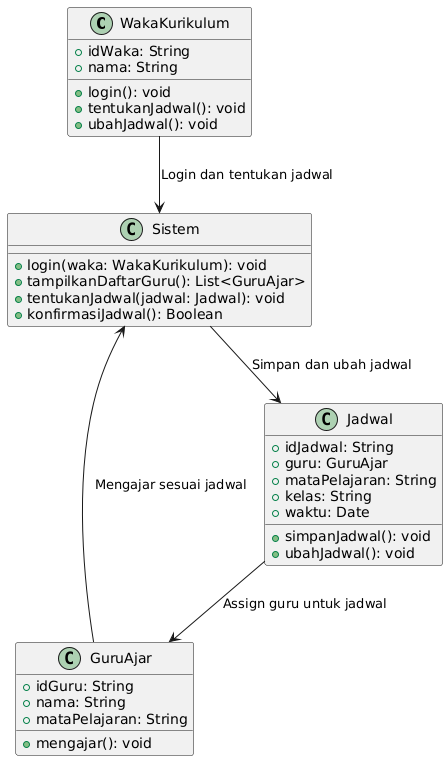 C WakaKurikulum
idWaka: String
nama: String
login(): void
tentukanJadwal(): void
ubahJadwal(): void
Login dan tentukan jadwal
C Sistem
login(waka: WakaKurikulum): void
tampilkanDaftarGuru(): List<GuruAjar>
tentukanJadwal(jadwal: Jadwal): void
konfirmasiJadwal(): Boolean
Simpan dan ubah jadwal
C Jadwal
idJadwal: String
guru: GuruAjar
mataPelajaran: String
kelas: String
waktu: Date
simpanJadwal(): void
ubahJadwal(): void
Mengajar sesuai jadwal
Assign guru untuk jadwal
C GuruAjar
idGuru: String
nama: String
mataPelajaran: String
mengajar(): void